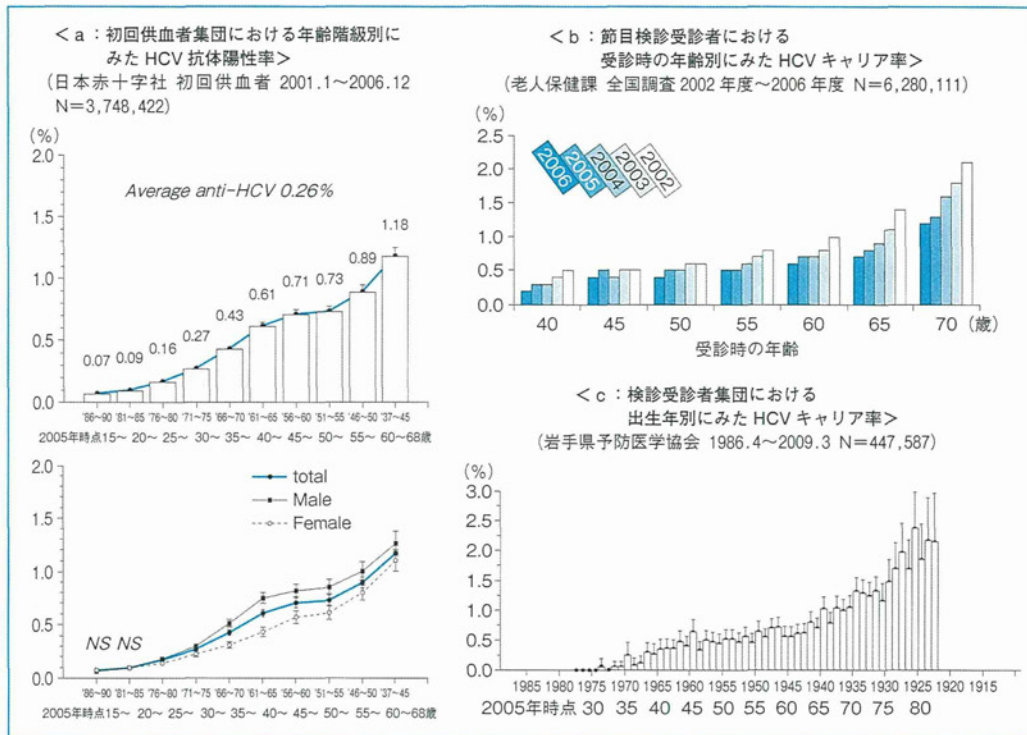 <a：初回供血者集団における年齢階級別に
みた HCV 抗体陽性率>
(日本赤十字社 初回供血者 2001.1〜2006.12
N=3,748,422)
(%)
2.0
1.5
1.0
0.5
0.0
Average anti-HCV 0.26%
0.07 0.09 0.16 0.27 0.43 0.61 0.71 0.73 0.89 1.18
'86〜90 '81〜85 '76〜80 '71〜75 '66〜70 '61〜65 '56〜60 '51〜55 '46〜50 '37〜45
2005年時点15〜 20〜 25〜 30〜 35〜 40〜 45〜 50〜 55〜 60〜68歳
2.0
1.5
1.0
0.5
0.0
total
Male
Female
NS NS
'86〜90 '81〜85 '76〜80 '71〜75 '66〜70 '61〜65 '56〜60 '51〜55 '46〜50 '37〜45
2005年時点15〜 20〜 25〜 30〜 35〜 40〜 45〜 50〜 55〜 60〜68歳
<b：節目検診受診者における
受診時の年齢別にみた HCV キャリア率>
(老人保健課 全国調査 2002 年度〜2006 年度 N=6,280,111)
(%)
2.5
2.0
1.5
1.0
0.5
0.0
2006 2005 2004 2003 2002
40 45 50 55 60 65 70 (歳)
受診時の年齢
<c：検診受診者集団における
出生年別にみた HCV キャリア率>
(岩手県予防医学協会 1986.4〜2009.3 N=447,587)
(%)
3.0
2.5
2.0
1.5
1.0
0.5
0.0
1985 1980 1975 1970 1965 1960 1955 1950 1945 1940 1935 1930 1925 1920 1915
2005年時点 30 35 40 45 50 55 60 65 70 75 80